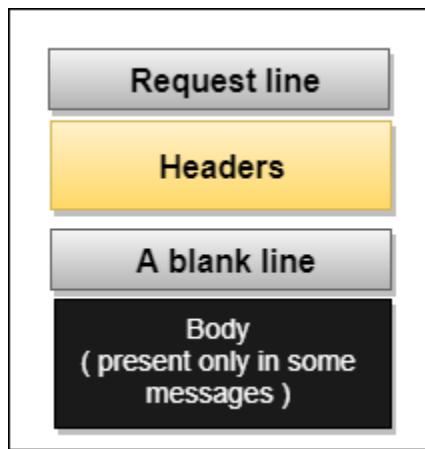 Request line
Headers
A blank line
Body
( present only in some
messages )